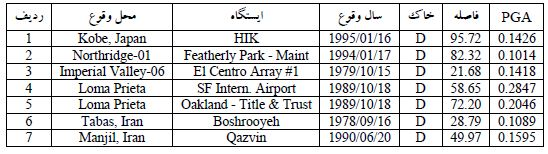 ردیف محل وقوع ایستگاه سال وقوع خاک فاصله PGA
1 Kobe, Japan HIK 1995/01/16 D 95.72 0.1426
2 Northridge-01 Featherly Park - Maint 1994/01/17 D 82.32 0.1014
3 Imperial Valley-06 El Centro Array #1 1979/10/15 D 21.68 0.1418
4 Loma Prieta SF Intern. Airport 1989/10/18 D 58.65 0.2847
5 Loma Prieta Oakland - Title & Trust 1989/10/18 D 72.20 0.2046
6 Tabas, Iran Boshrooyeh 1978/09/16 D 28.79 0.1089
7 Manjil, Iran Qazvin 1990/06/20 D 49.97 0.1595